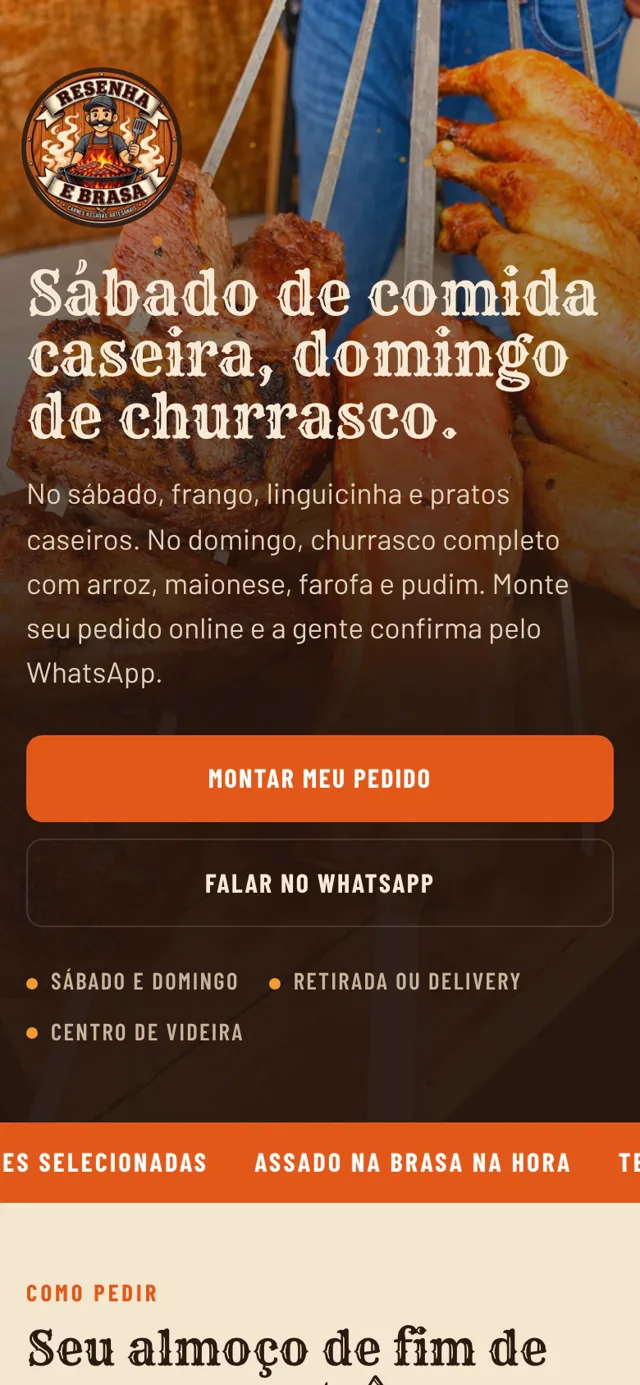 RESENHA
E BRASA
CARNES ASSADAS ARTESANAIS
Sábado de comida
caseira, domingo
de churrasco.
No sábado, frango, linguicinha e pratos
caseiros. No domingo, churrasco completo
com arroz, maionese, farofa e pudim. Monte
seu pedido online e a gente confirma pelo
WhatsApp.
MONTAR MEU PEDIDO
FALAR NO WHATSAPP
SÁBADO E DOMINGO RETIRADA OU DELIVERY
CENTRO DE VIDEIRA
ES SELECIONADAS ASSADO NA BRASA NA HORA TE
COMO PEDIR
Seu almoço de fim de